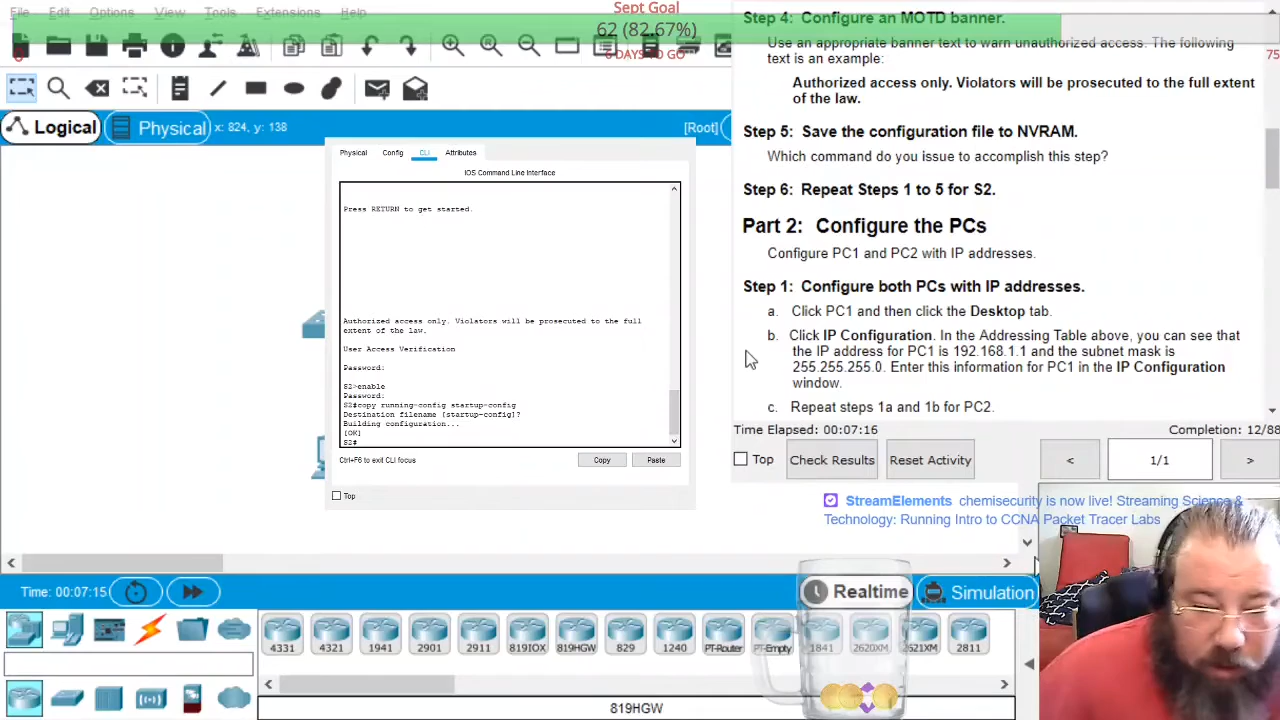 File Edit Options View Tools Extensions Help
Sept Goal
62 (82.67%)
6 DAYS TO GO
0
75
Logical
Physical
x: 824, y: 138
[Root]
Physical Config CLI Attributes
IOS Command Line Interface
Press RETURN to get started.
Authorized access only. Violators will be prosecuted to the full
extent of the law.
User Access Verification
Password:
S2>enable
Password:
S2#copy running-config startup-config
Destination filename [startup-config]?
Building configuration...
[OK]
S2#
Ctrl+F6 to exit CLI focus
Copy
Paste
Top
Step 4: Configure an MOTD banner.
Use an appropriate banner text to warn unauthorized access. The following
text is an example:
Authorized access only. Violators will be prosecuted to the full extent
of the law.
Step 5: Save the configuration file to NVRAM.
Which command do you issue to accomplish this step?
Step 6: Repeat Steps 1 to 5 for S2.
Part 2: Configure the PCs
Configure PC1 and PC2 with IP addresses.
Step 1: Configure both PCs with IP addresses.
a. Click PC1 and then click the Desktop tab.
b. Click IP Configuration. In the Addressing Table above, you can see that
the IP address for PC1 is 192.168.1.1 and the subnet mask is
255.255.255.0. Enter this information for PC1 in the IP Configuration
window.
c. Repeat steps 1a and 1b for PC2.
Time Elapsed: 00:07:16
Completion: 12/88
Top
Check Results
Reset Activity
<
1/1
>
StreamElements chemisecurity is now live! Streaming Science &
Technology: Running Intro to CCNA Packet Tracer Labs
Time: 00:07:15
Realtime
Simulation
4331 4321 1941 2901 2911 819IOX 819HGW 829 1240 PT-Router PT-Empty 1841 2620XM 2621XM 2811
819HGW